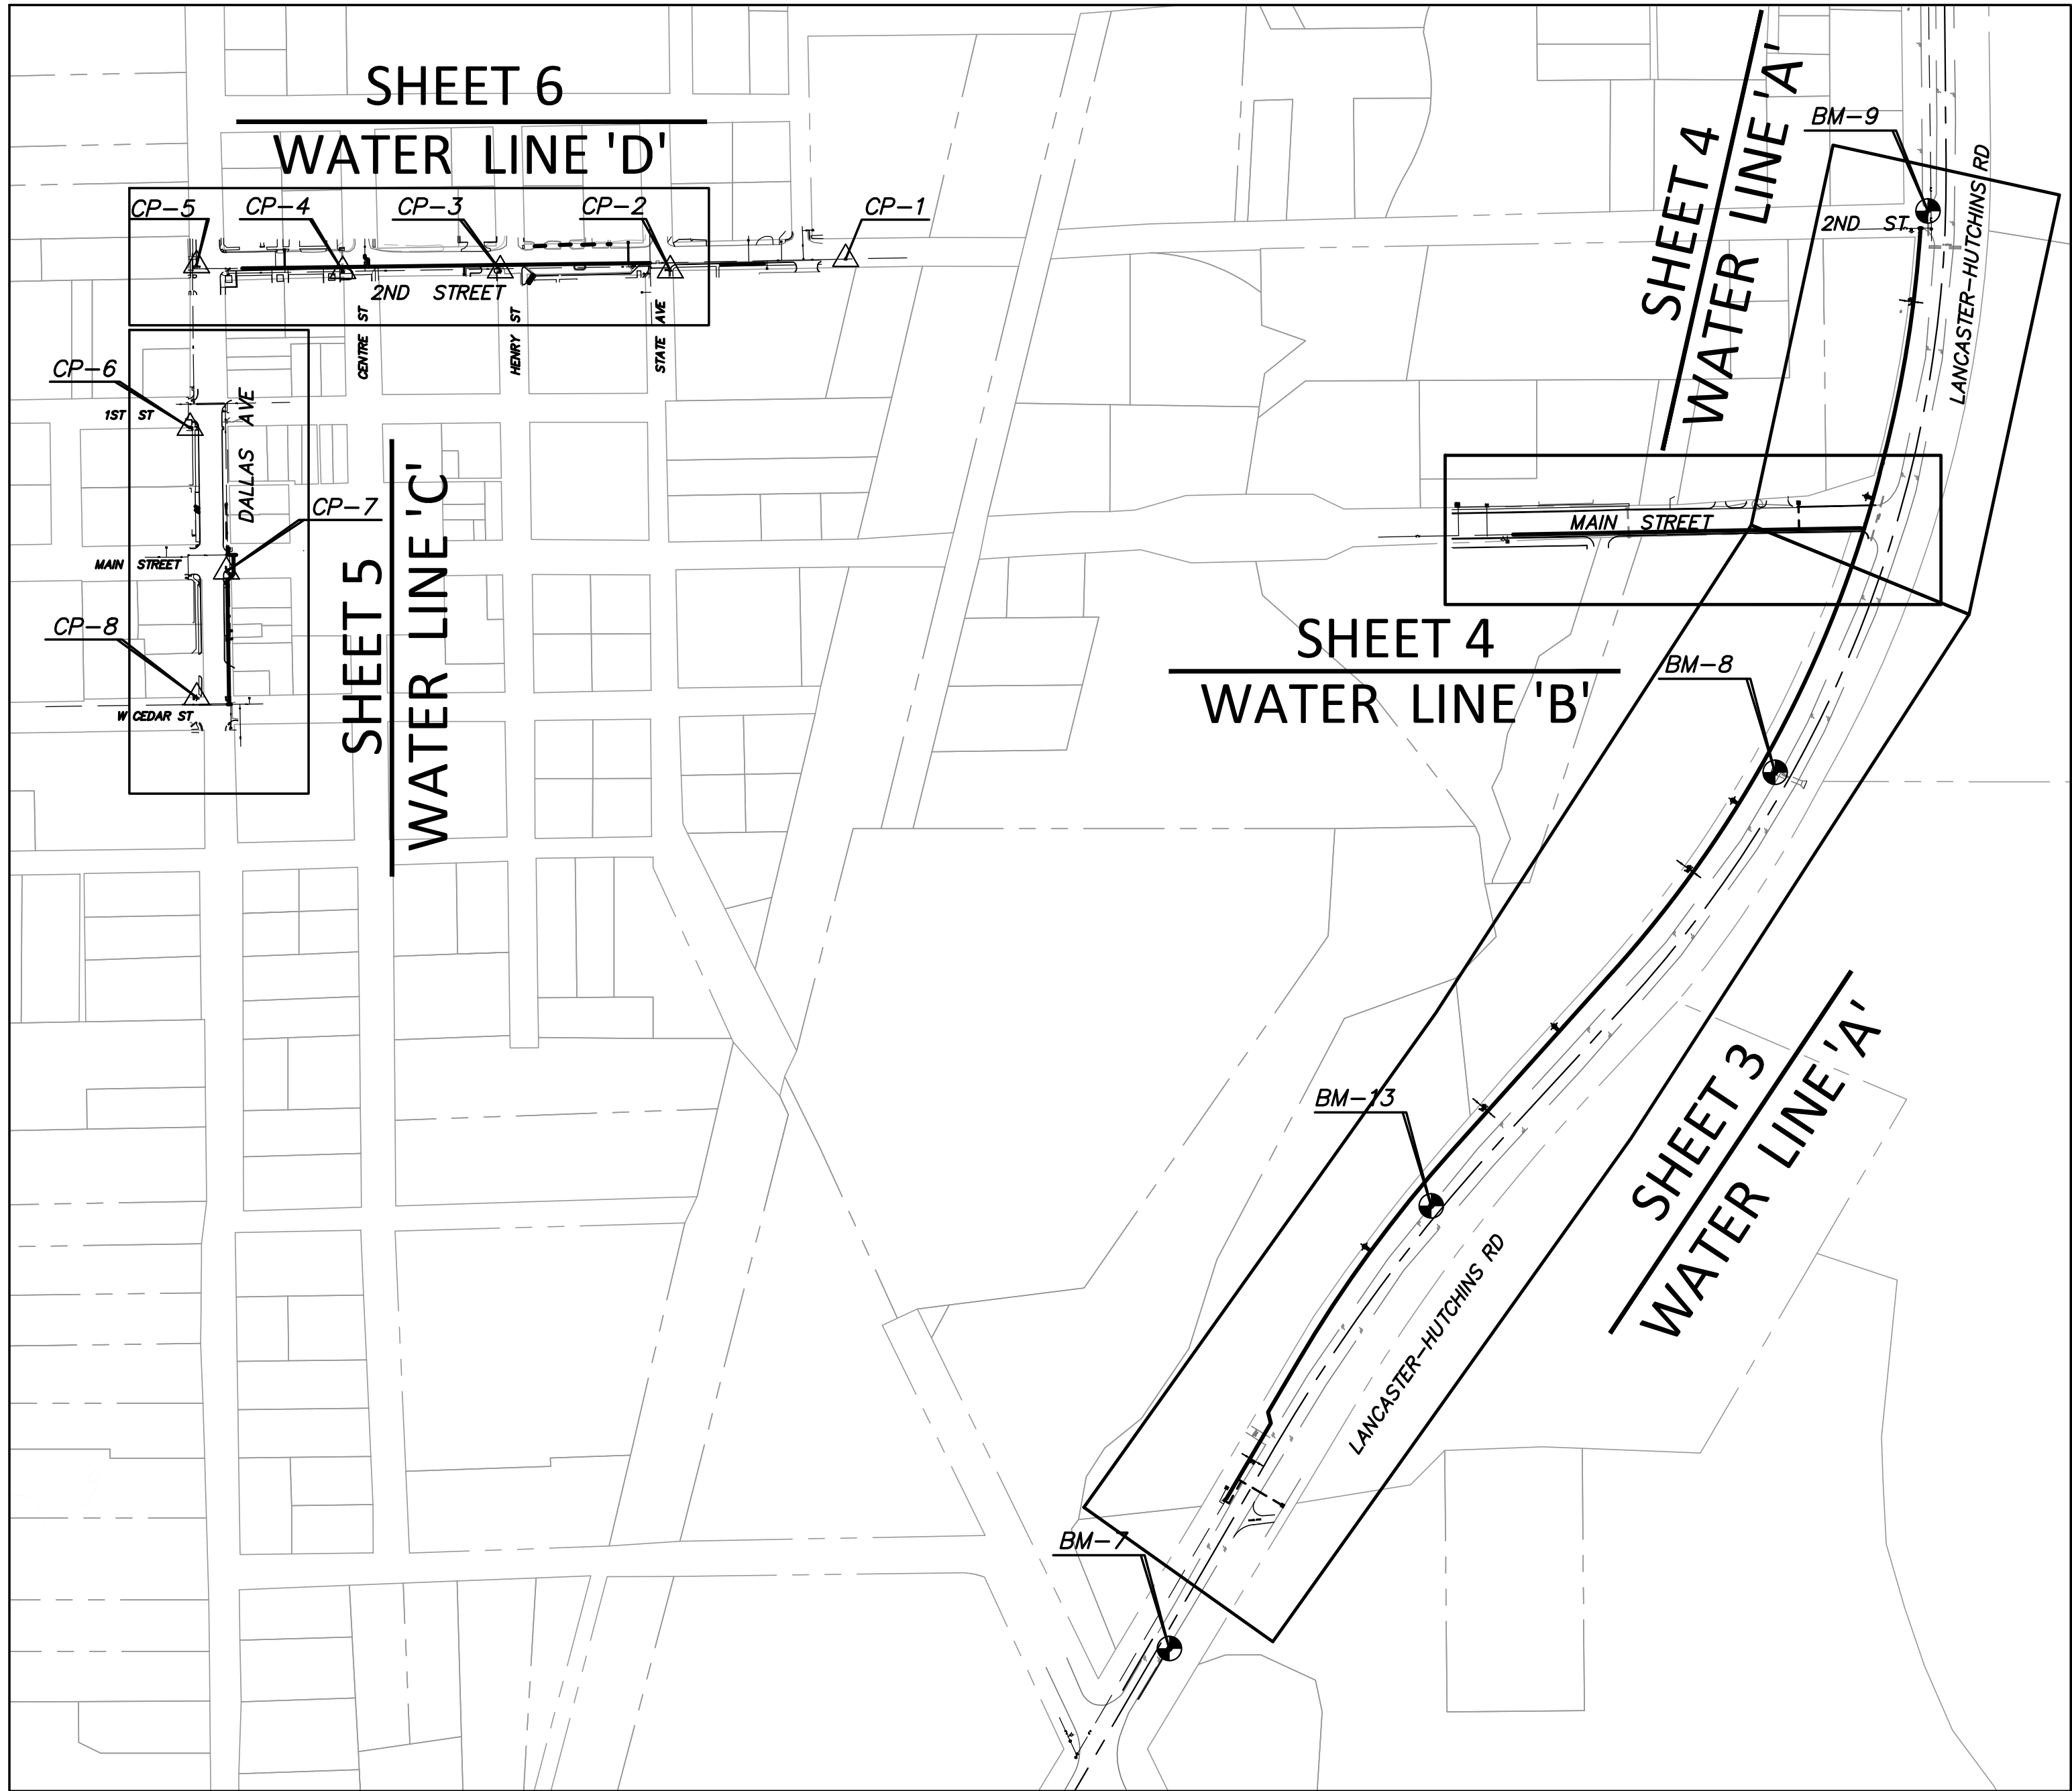 SHEET 6
WATER LINE 'D'
CP-5
CP-4
CP-3
CP-2
CP-1
2ND STREET
CENTRE ST
HENRY ST
STATE AVE
CP-6
1ST ST
DALLAS AVE
CP-7
MAIN STREET
CP-8
W CEDAR ST
SHEET 5
WATER LINE 'C'
SHEET 4
WATER LINE 'A'
BM-9
2ND ST
LANCASTER-HUTCHINS RD
MAIN STREET
SHEET 4
WATER LINE 'B'
BM-8
BM-13
SHEET 3
WATER LINE 'A'
LANCASTER-HUTCHINS RD
BM-7